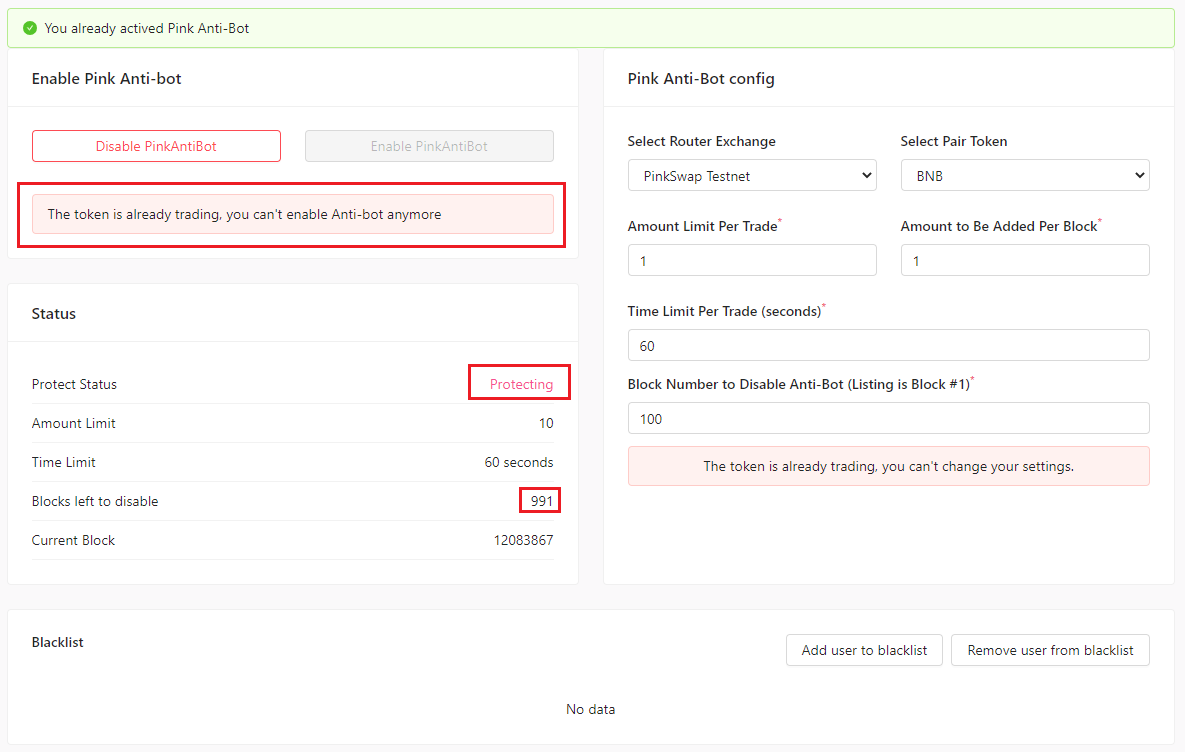 You already actived Pink Anti-Bot
Enable Pink Anti-bot
Disable PinkAntiBot
Enable PinkAntiBot
The token is already trading, you can't enable Anti-bot anymore
Status
Protect Status Protecting
Amount Limit 10
Time Limit 60 seconds
Blocks left to disable 991
Current Block 12083867
Pink Anti-Bot config
Select Router Exchange
PinkSwap Testnet
Select Pair Token
BNB
Amount Limit Per Trade*
1
Amount to Be Added Per Block*
1
Time Limit Per Trade (seconds)*
60
Block Number to Disable Anti-Bot (Listing is Block #1)*
100
The token is already trading, you can't change your settings.
Blacklist
Add user to blacklist
Remove user from blacklist
No data